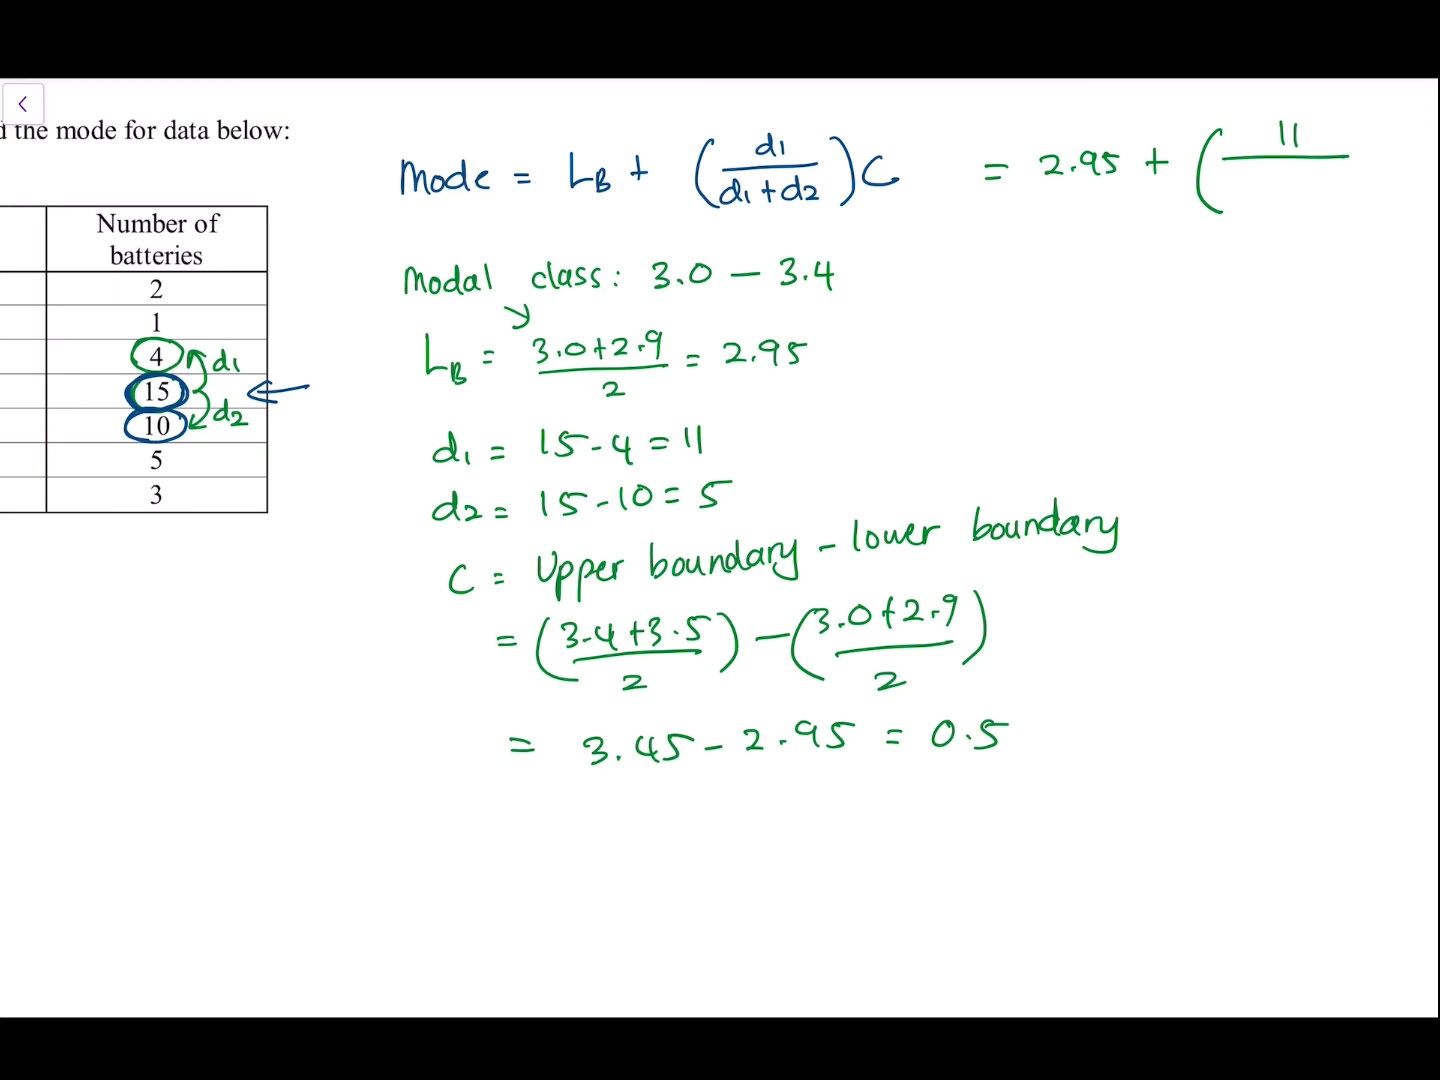 d the mode for data below:
Mode = LB + (d1/(d1+d2)) C = 2.95 + ( 11
Number of
batteries
2
1
4 d1
15
10 d2
5
3
Modal class: 3.0 – 3.4
LB = (3.0+2.9)/2 = 2.95
d1 = 15-4 = 11
d2 = 15-10 = 5
C = Upper boundary - lower boundary
= (3.4+3.5/2) - (3.0+2.9/2)
= 3.45 - 2.95 = 0.5